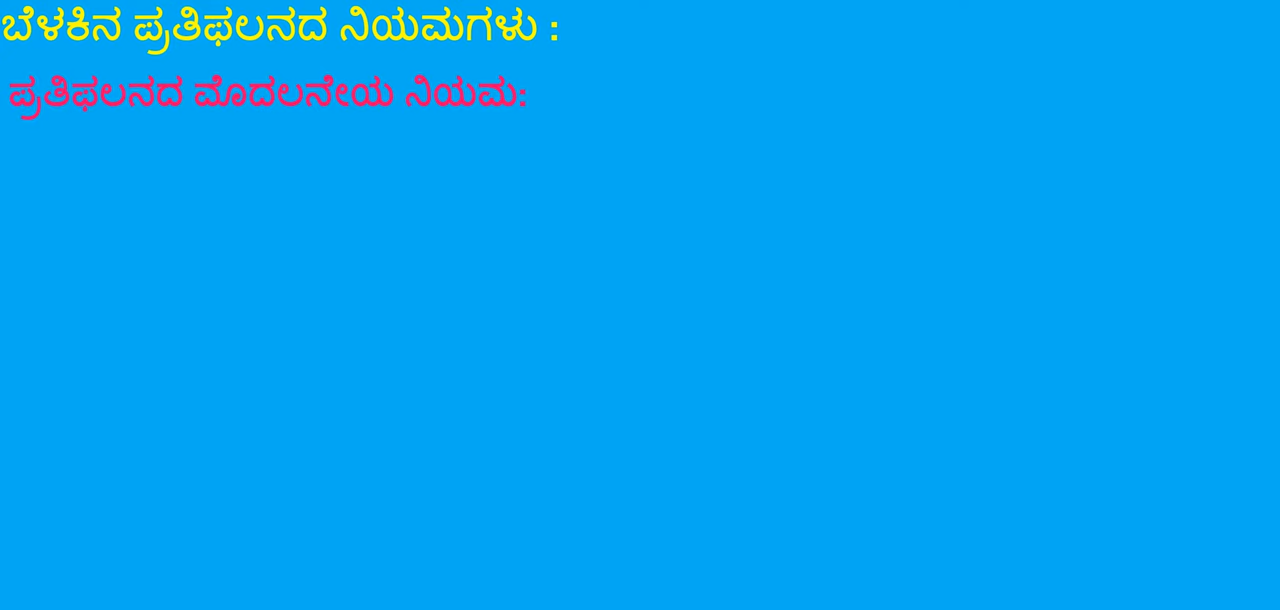 ಬೆಳಕಿನ ಪ್ರತಿಫಲನದ ನಿಯಮಗಳು :
ಪ್ರತಿಫಲನದ ಮೊದಲನೇಯ ನಿಯಮ: